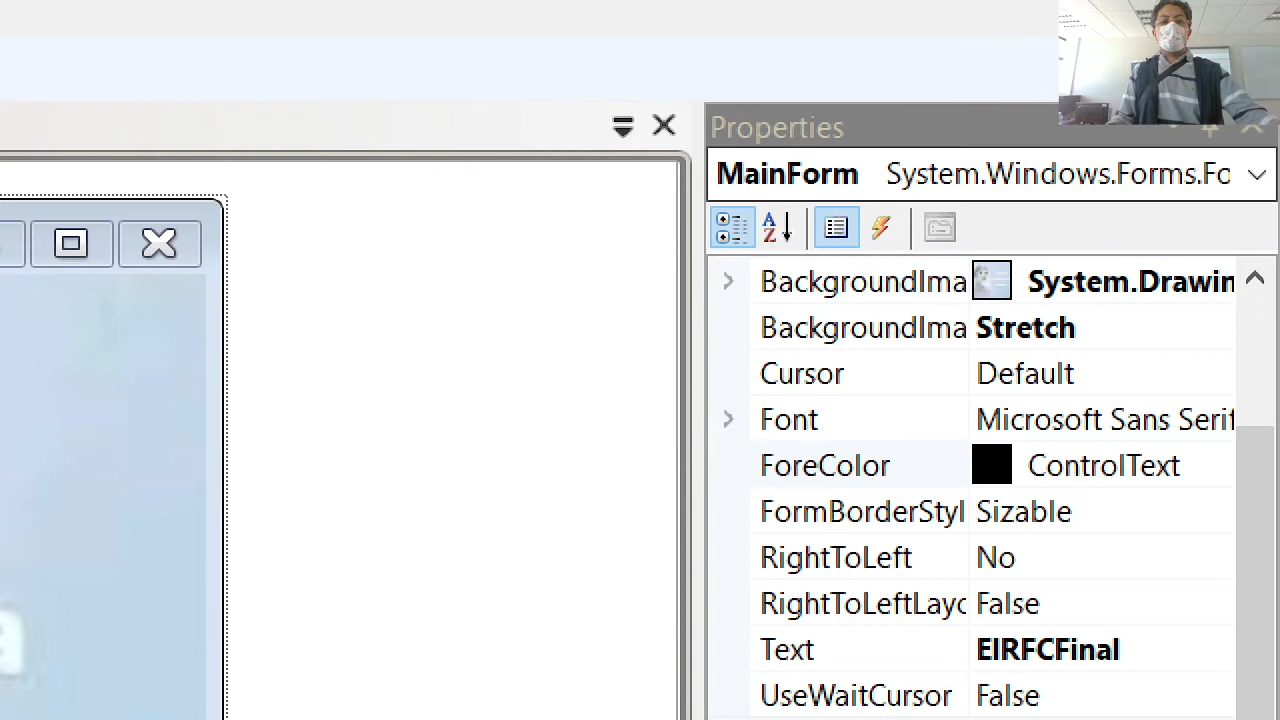 Properties
MainForm System.Windows.Forms.Fo
BackgroundIma System.Drawin
BackgroundIma Stretch
Cursor Default
Font Microsoft Sans Serif
ForeColor ControlText
FormBorderStyl Sizable
RightToLeft No
RightToLeftLayo False
Text ElRFCFinal
UseWaitCursor False
a